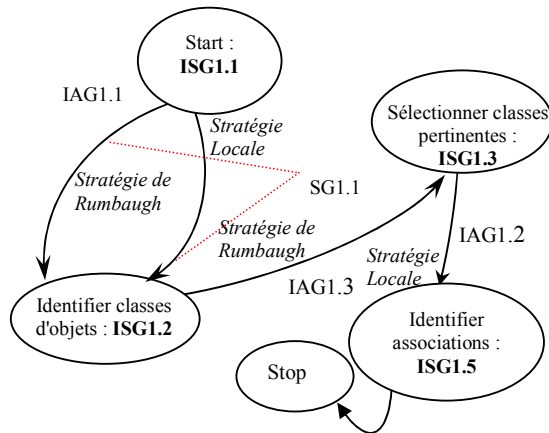 Start :
ISG1.1
IAG1.1
Stratégie
Locale
Sélectionner classes
pertinentes :
ISG1.3
Stratégie de
Rumbaugh
SG1.1
Stratégie de
Rumbaugh
IAG1.2
Stratégie
Locale
IAG1.3
Identifier classes
d'objets : ISG1.2
Identifier
associations :
ISG1.5
Stop